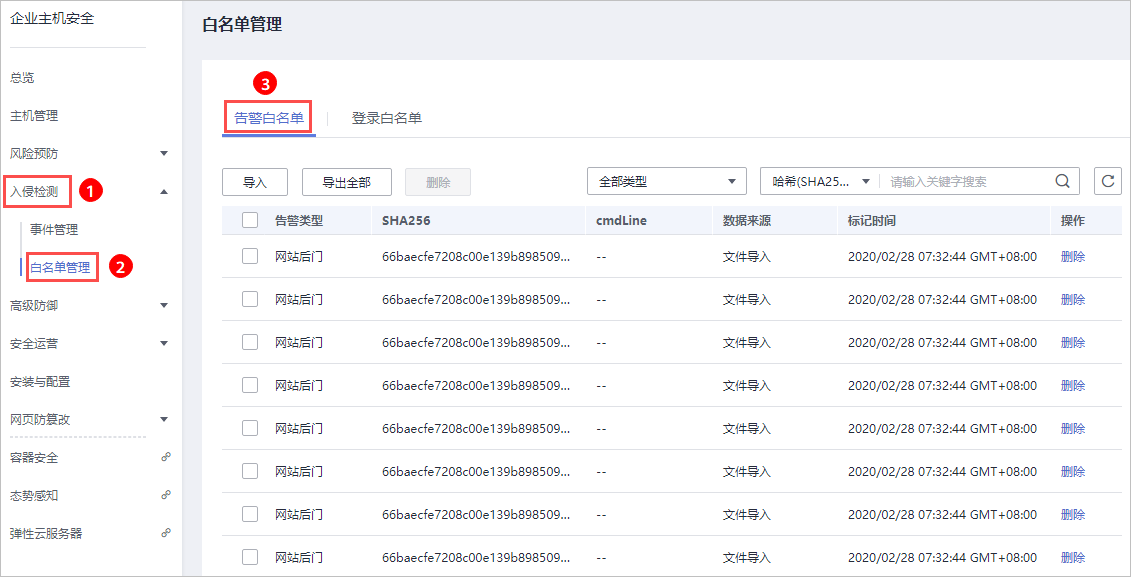 企业主机安全
总览
主机管理
风险预防
入侵检测
1
事件管理
白名单管理
2
高级防御
安全运营
安装与配置
网页防篡改
容器安全
态势感知
弹性云服务器
白名单管理
3
告警白名单 登录白名单
导入 导出全部 删除 全部类型 哈希(SHA25... 请输入关键字搜索
告警类型 SHA256 cmdLine 数据来源 标记时间 操作
网站后门 66baecfe7208c00e139b898509... -- 文件导入 2020/02/28 07:32:44 GMT+08:00 删除
网站后门 66baecfe7208c00e139b898509... -- 文件导入 2020/02/28 07:32:44 GMT+08:00 删除
网站后门 66baecfe7208c00e139b898509... -- 文件导入 2020/02/28 07:32:44 GMT+08:00 删除
网站后门 66baecfe7208c00e139b898509... -- 文件导入 2020/02/28 07:32:44 GMT+08:00 删除
网站后门 66baecfe7208c00e139b898509... -- 文件导入 2020/02/28 07:32:44 GMT+08:00 删除
网站后门 66baecfe7208c00e139b898509... -- 文件导入 2020/02/28 07:32:44 GMT+08:00 删除
网站后门 66baecfe7208c00e139b898509... -- 文件导入 2020/02/28 07:32:44 GMT+08:00 删除
网站后门 66baecfe7208c00e139b898509... -- 文件导入 2020/02/28 07:32:44 GMT+08:00 删除